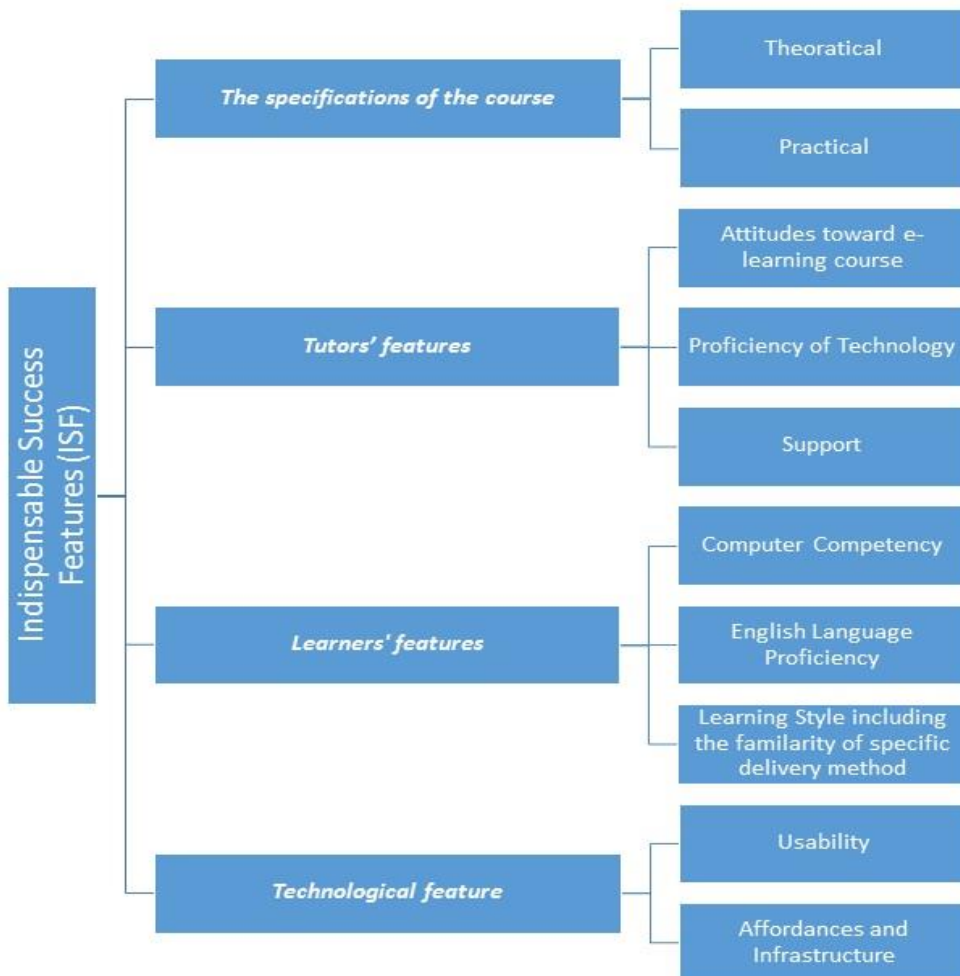 Indispensable Success
Features (ISF)
The specifications of the course
Theoratical
Practical
Tutors’ features
Attitudes toward e-
learning course
Proficiency of Technology
Support
Learners' features
Computer Competency
English Language
Proficiency
Learning Style including
the familarity of specific
delivery method
Technological feature
Usability
Affordances and
Infrastructure